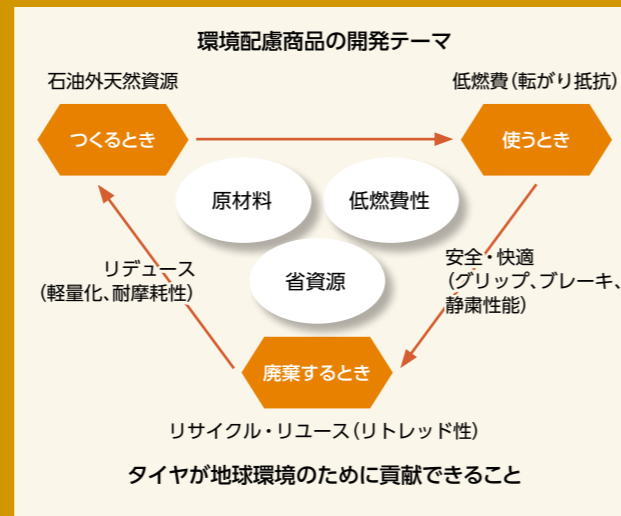 環境配慮商品の開発テーマ
石油外天然資源
低燃費(転がり抵抗)
つくるとき
使うとき
原材料
低燃費性
安全・快適
(グリップ、ブレーキ、
静粛性能)
リデュース
(軽量化、耐摩耗性)
省資源
廃棄するとき
リサイクル・リユース(リトレッド性)
タイヤが地球環境のために貢献できること